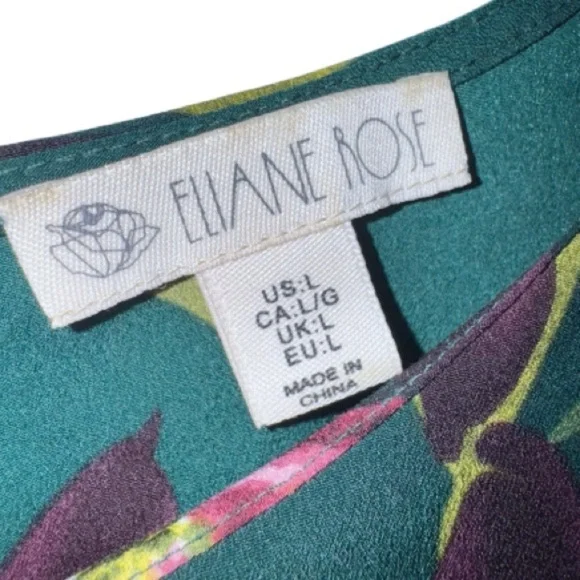 ELIANE ROSE
US:L
CA:L/G
UK:L
EU:L
MADE IN
CHINA